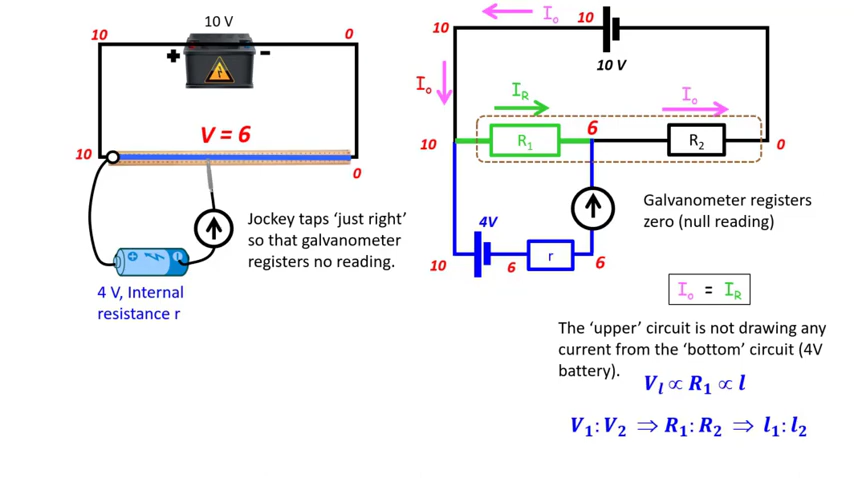 10 V
10
0
+
-
V = 6
10
0
Jockey taps ‘just right’
so that galvanometer
registers no reading.
4 V, Internal
resistance r
I₀
10
10
10 V
I₀
I_R
I₀
10
R₁
6
R₂
0
4V
10
6
r
6
Galvanometer registers
zero (null reading)
I₀ = I_R
The ‘upper’ circuit is not drawing any
current from the ‘bottom’ circuit (4V
battery).
V_l ∝ R₁ ∝ l
V₁: V₂ ⟹ R₁: R₂ ⟹ l₁: l₂